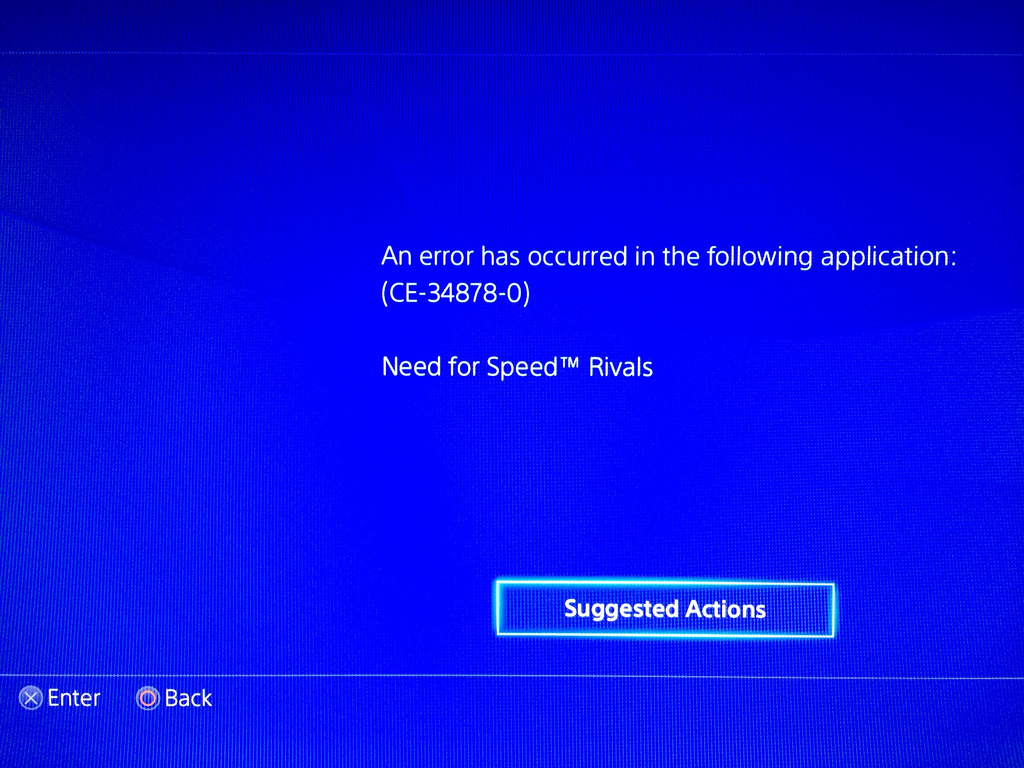 An error has occurred in the following application:
(CE-34878-0)
Need for Speed™ Rivals
Suggested Actions
Enter
Back